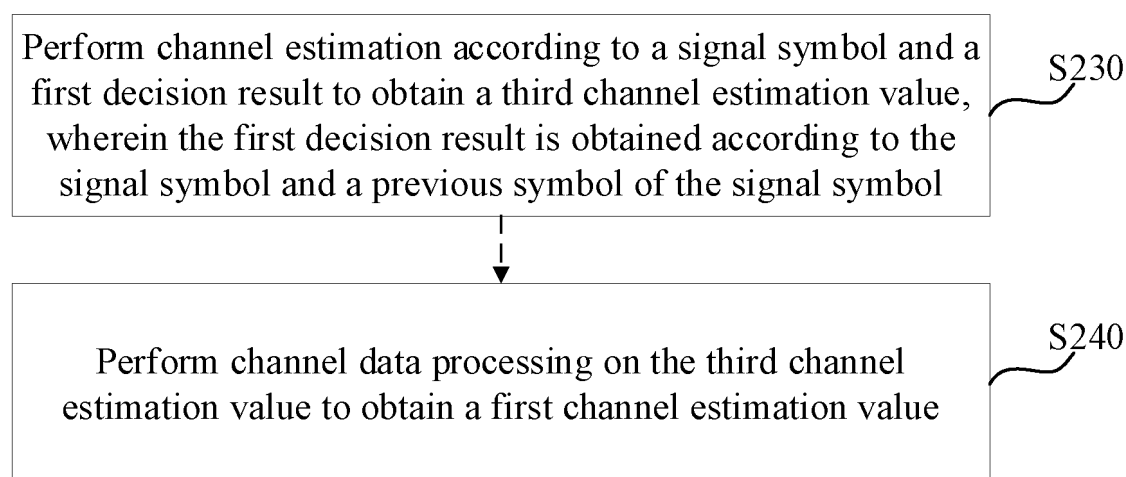 Perform channel estimation according to a signal symbol and a
first decision result to obtain a third channel estimation value,
wherein the first decision result is obtained according to the
signal symbol and a previous symbol of the signal symbol
S230
Perform channel data processing on the third channel
estimation value to obtain a first channel estimation value
S240